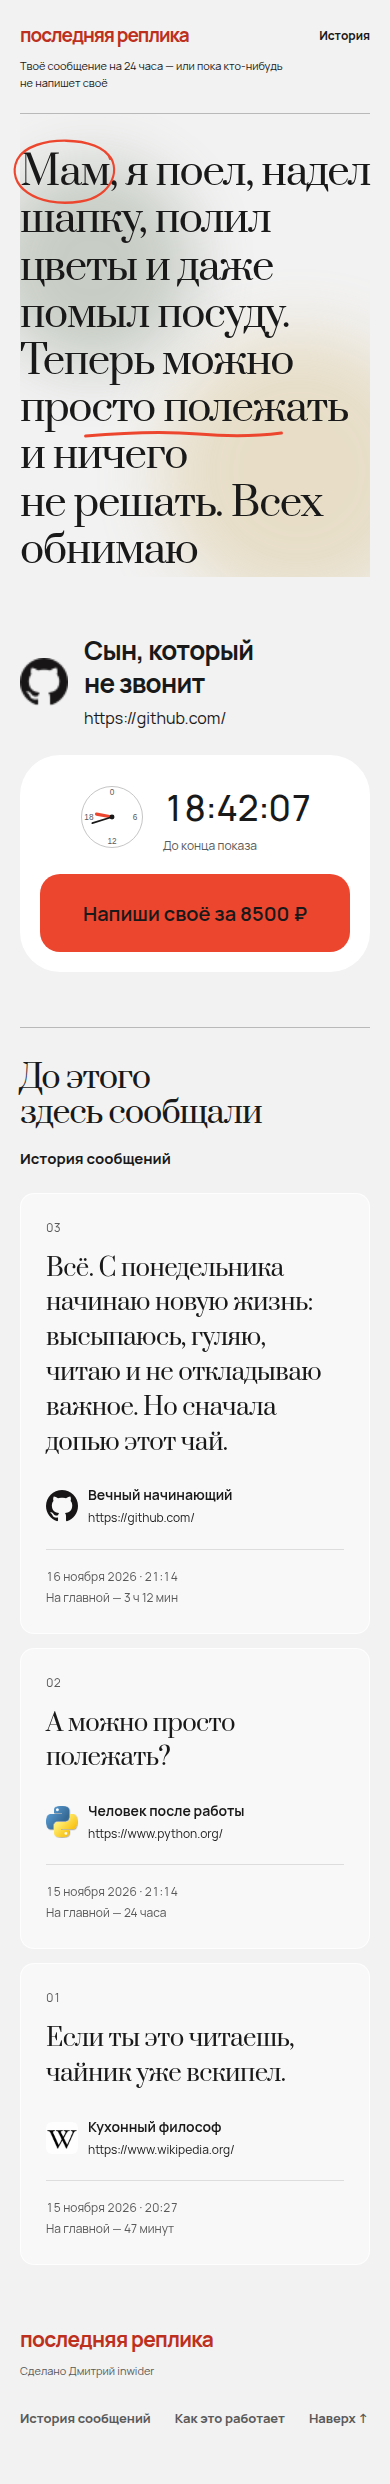 последняя реплика
История
Твоё сообщение на 24 часа — или пока кто-нибудь
не напишет своё
Мам, я поел, надел
шапку, полил
цветы и даже
помыл посуду.
Теперь можно
просто полежать
и ничего
не решать. Всех
обнимаю
Сын, который
не звонит
https://github.com/
0
18
6
12
18:42:07
До конца показа
Напиши своё за 8500 ₽
До этого
здесь сообщали
История сообщений
03
Всё. С понедельника
начинаю новую жизнь:
высыпаюсь, гуляю,
читаю и не откладываю
важное. Но сначала
допью этот чай.
Вечный начинающий
https://github.com/
16 ноября 2026 · 21:14
На главной — 3 ч 12 мин
02
А можно просто
полежать?
Человек после работы
https://www.python.org/
15 ноября 2026 · 21:14
На главной — 24 часа
01
Если ты это читаешь,
чайник уже вскипел.
W
Кухонный философ
https://www.wikipedia.org/
15 ноября 2026 · 20:27
На главной — 47 минут
последняя реплика
Сделано Дмитрий inwider
История сообщений
Как это работает
Наверх ↑